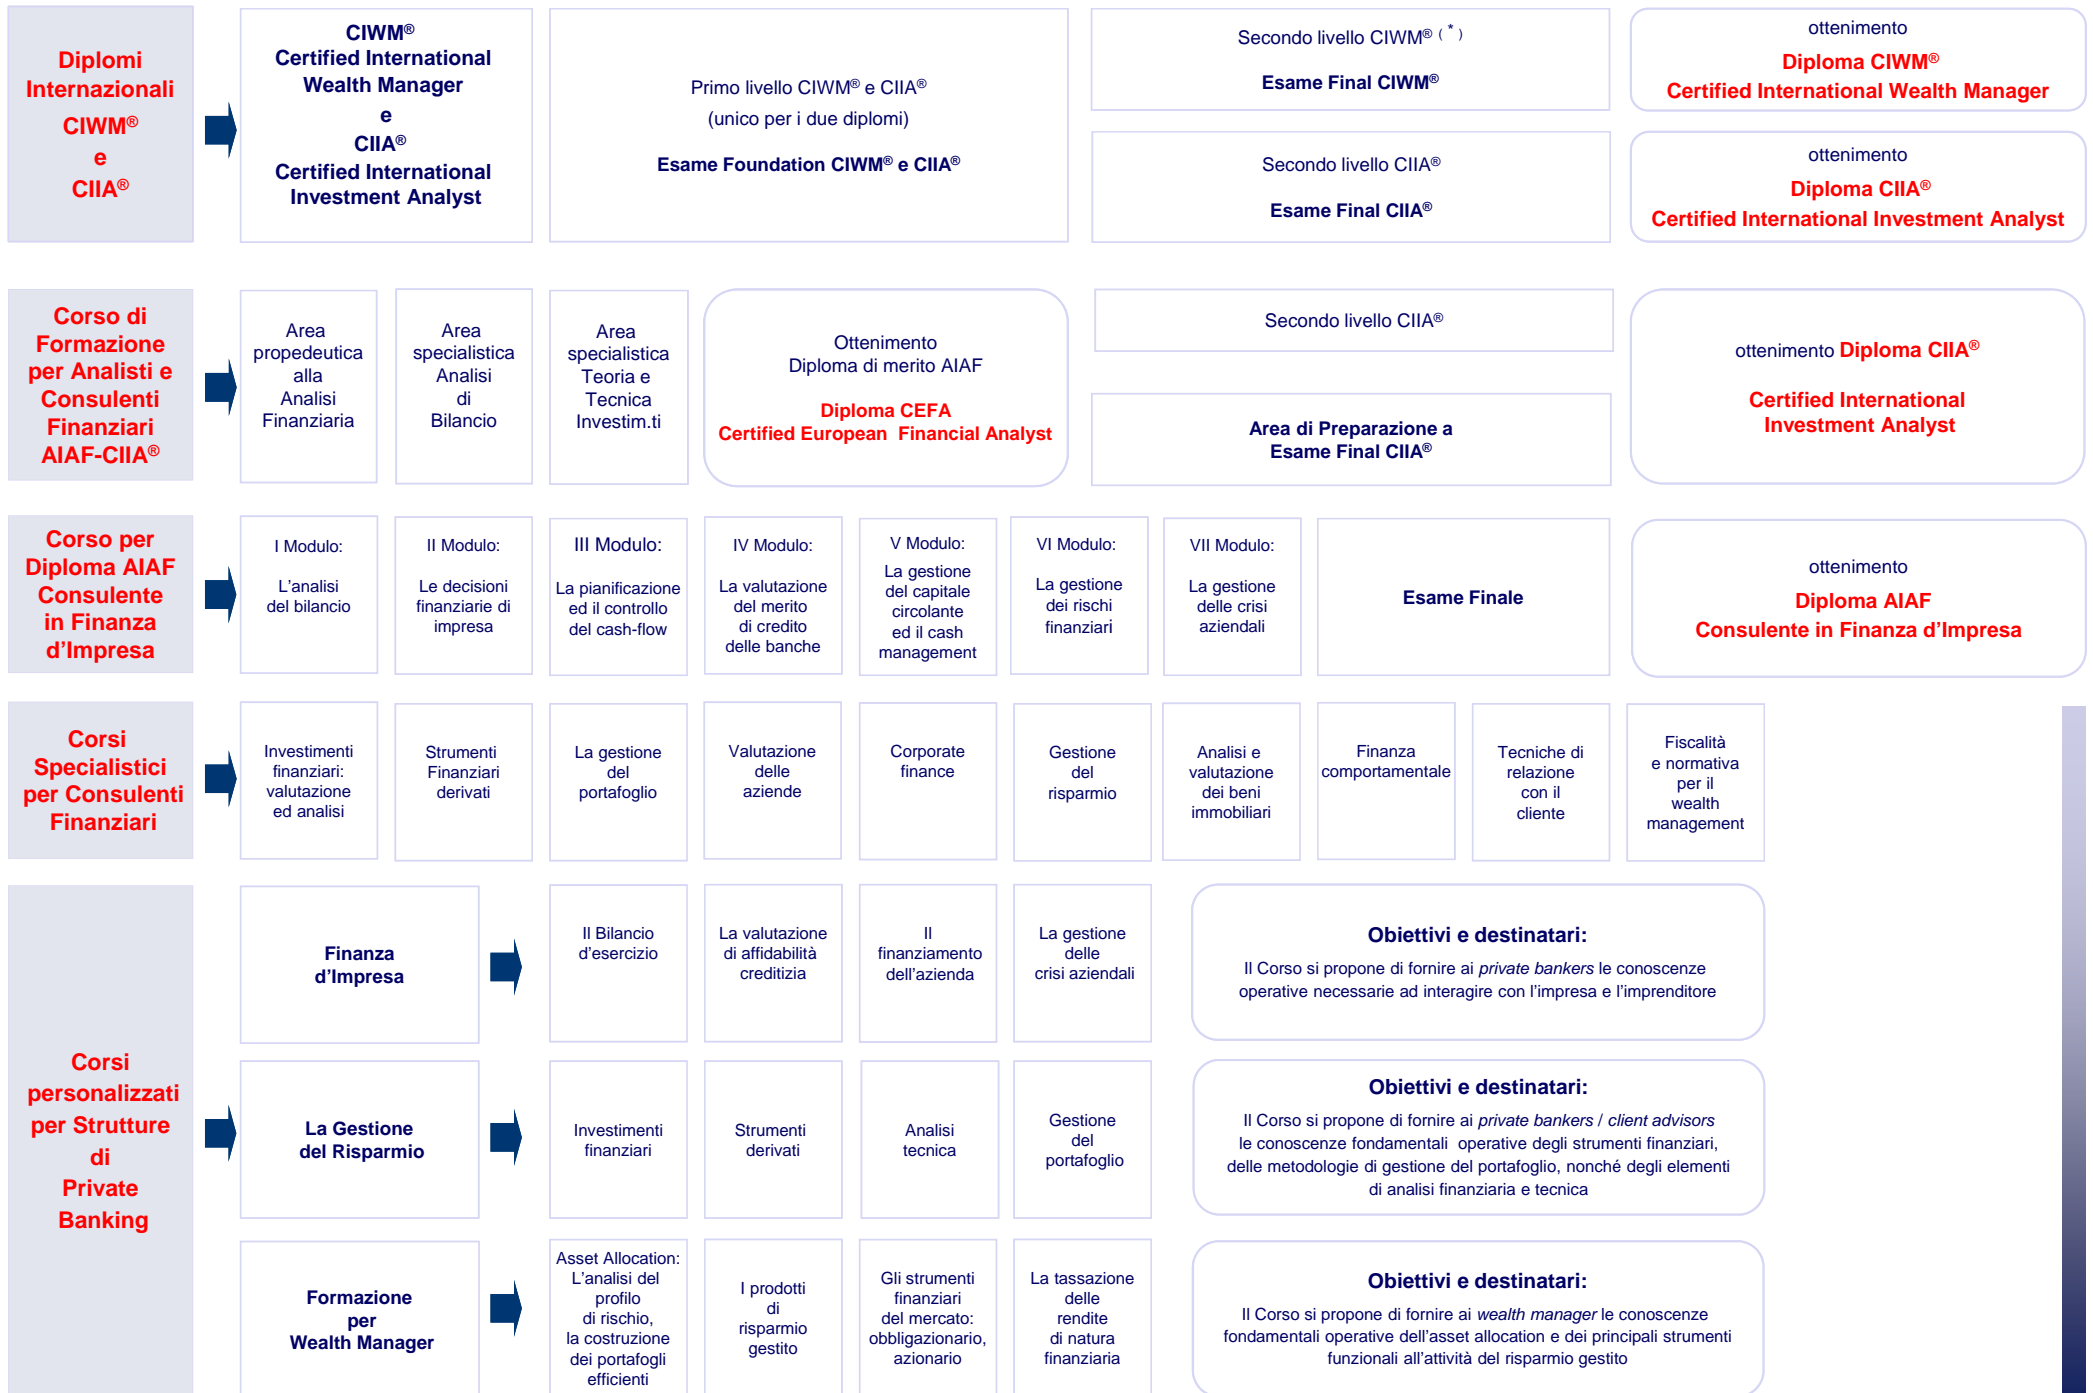 Diplomi
Internazionali
CIWM®
e
CIIA®
CIWM®
Certified International
Wealth Manager
e
CIIA®
Certified International
Investment Analyst
Primo livello CIWM® e CIIA®
(unico per i due diplomi)
Esame Foundation CIWM® e CIIA®
Secondo livello CIWM® (*)
Esame Final CIWM®
Secondo livello CIIA®
Esame Final CIIA®
ottenimento
Diploma CIWM®
Certified International Wealth Manager
ottenimento
Diploma CIIA®
Certified International Investment Analyst
Corso di
Formazione
per Analisti e
Consulenti
Finanziari
AIAF-CIIA®
Area
propedeutica
alla
Analisi
Finanziaria
Area
specialistica
Analisi
di
Bilancio
Area
specialistica
Teoria e
Tecnica
Investim.ti
Ottenimento
Diploma di merito AIAF
Diploma CEFA
Certified European Financial Analyst
Secondo livello CIIA®
Area di Preparazione a
Esame Final CIIA®
ottenimento Diploma CIIA®
Certified International
Investment Analyst
Corso per
Diploma AIAF
Consulente
in Finanza
d'Impresa
I Modulo:
L'analisi
del bilancio
II Modulo:
Le decisioni
finanziarie di
impresa
III Modulo:
La pianificazione
ed il controllo
del cash-flow
IV Modulo:
La valutazione
del merito
di credito
delle banche
V Modulo:
La gestione
del capitale
circolante
ed il cash
management
VI Modulo:
La gestione
dei rischi
finanziari
VII Modulo:
La gestione
delle crisi
aziendali
Esame Finale
ottenimento
Diploma AIAF
Consulente in Finanza d'Impresa
Corsi
Specialistici
per Consulenti
Finanziari
Investimenti
finanziari:
valutazione
ed analisi
Strumenti
Finanziari
derivati
La gestione
del
portafoglio
Valutazione
delle
aziende
Corporate
finance
Gestione
del
risparmio
Analisi e
valutazione
dei beni
immobiliari
Finanza
comportamentale
Tecniche di
relazione
con il
cliente
Fiscalità
e normativa
per il
wealth
management
Corsi
personalizzati
per Strutture
di
Private
Banking
Finanza
d'Impresa
Il Bilancio
d'esercizio
La valutazione
di affidabilità
creditizia
Il
finanziamento
dell'azienda
La gestione
delle
crisi aziendali
Obiettivi e destinatari:
Il Corso si propone di fornire ai private bankers le conoscenze
operative necessarie ad interagire con l'impresa e l'imprenditore
La Gestione
del Risparmio
Investimenti
finanziari
Strumenti
derivati
Analisi
tecnica
Gestione
del
portafoglio
Obiettivi e destinatari:
Il Corso si propone di fornire ai private bankers / client advisors
le conoscenze fondamentali operative degli strumenti finanziari,
delle metodologie di gestione del portafoglio, nonché degli elementi
di analisi finanziaria e tecnica
Formazione
per
Wealth Manager
Asset Allocation:
L'analisi del
profilo
di rischio,
la costruzione
dei portafogli
efficienti
I prodotti
di
risparmio
gestito
Gli strumenti
finanziari
del mercato:
obbligazionario,
azionario
La tassazione
delle
rendite
di natura
finanziaria
Obiettivi e destinatari:
Il Corso si propone di fornire ai wealth manager le conoscenze
fondamentali operative dell'asset allocation e dei principali strumenti
funzionali all'attività del risparmio gestito